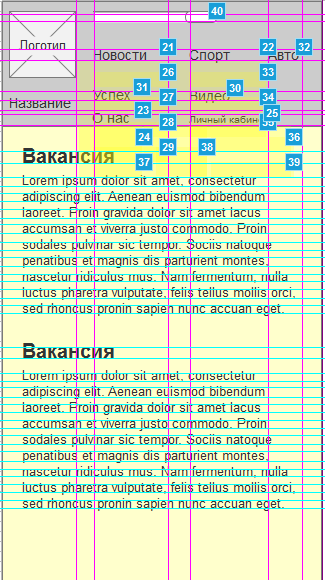 40
Логотип
Новости 21 Спорт 22 Авто 32
26 33
31 30
Успех 27 Видео 34
Название
23 25
О нас 28 Личный кабин 35
24 36
29 38
Вакансия
37 39
Lorem ipsum dolor sit amet, consectetur
adipiscing elit. Aenean euismod bibendum
laoreet. Proin gravida dolor sit amet lacus
accumsan et viverra justo commodo. Proin
sodales pulvinar sic tempor. Sociis natoque
penatibus et magnis dis parturient montes,
nascetur ridiculus mus. Nam fermentum, nulla
luctus pharetra vulputate, felis tellus mollis orci,
sed rhoncus pronin sapien nunc accuan eget.
Вакансия
Lorem ipsum dolor sit amet, consectetur
adipiscing elit. Aenean euismod bibendum
laoreet. Proin gravida dolor sit amet lacus
accumsan et viverra justo commodo. Proin
sodales pulvinar sic tempor. Sociis natoque
penatibus et magnis dis parturient montes,
nascetur ridiculus mus. Nam fermentum, nulla
luctus pharetra vulputate, felis tellus mollis orci,
sed rhoncus pronin sapien nunc accuan eget.